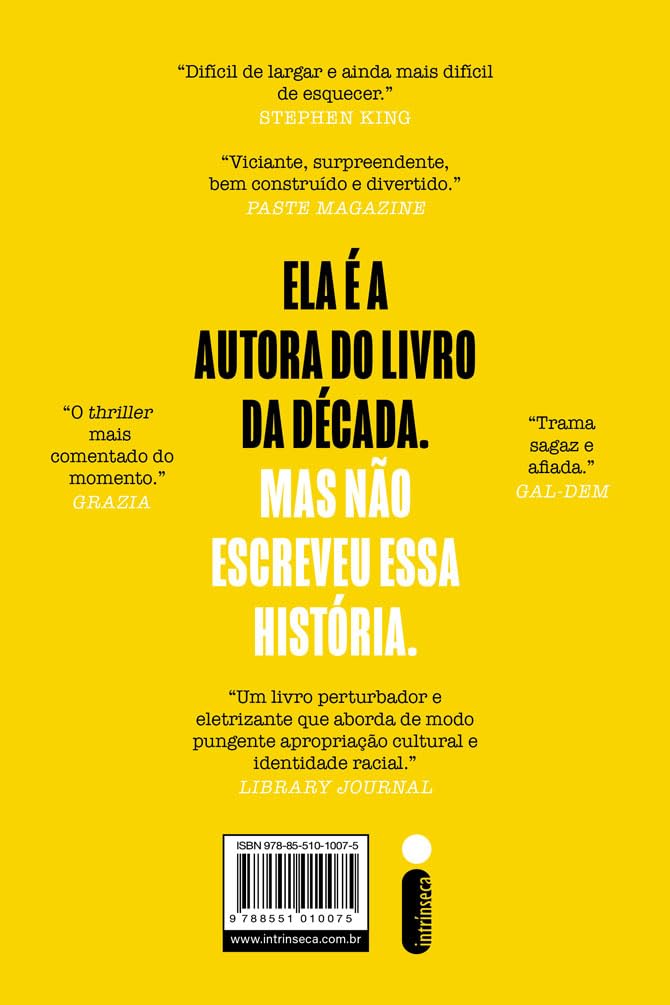 “Difícil de largar e ainda mais difícil
de esquecer.”
STEPHEN KING
“Viciante, surpreendente,
bem construído e divertido.”
PASTE MAGAZINE
ELA É A
AUTORA DO LIVRO
DA DÉCADA.
MAS NÃO
ESCREVEU ESSA
HISTÓRIA.
“O thriller
mais
comentado do
momento.”
GRAZIA
“Trama
sagaz e
afiada.”
GAL-DEM
“Um livro perturbador e
eletrizante que aborda de modo
pungente apropriação cultural e
identidade racial.”
LIBRARY JOURNAL
ISBN 978-85-510-1007-5
9 788551 010075
www.intrinseca.com.br
intrínseca